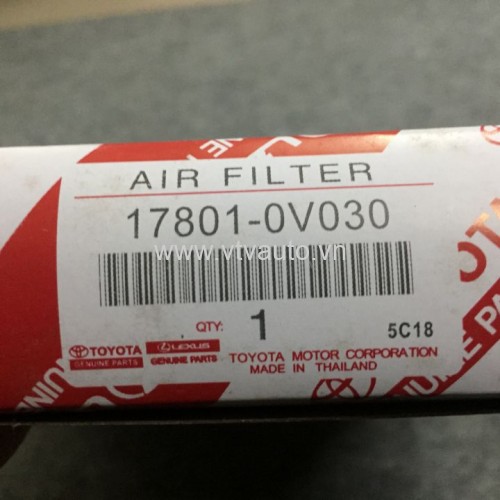 AIR FILTER
17801-0V030
www.vtvauto.vn
QTY: 1
5C18
TOYOTA
GENUINE PARTS
LEXUS
GENUINE PARTS
TOYOTA MOTOR CORPORATION
MADE IN THAILAND